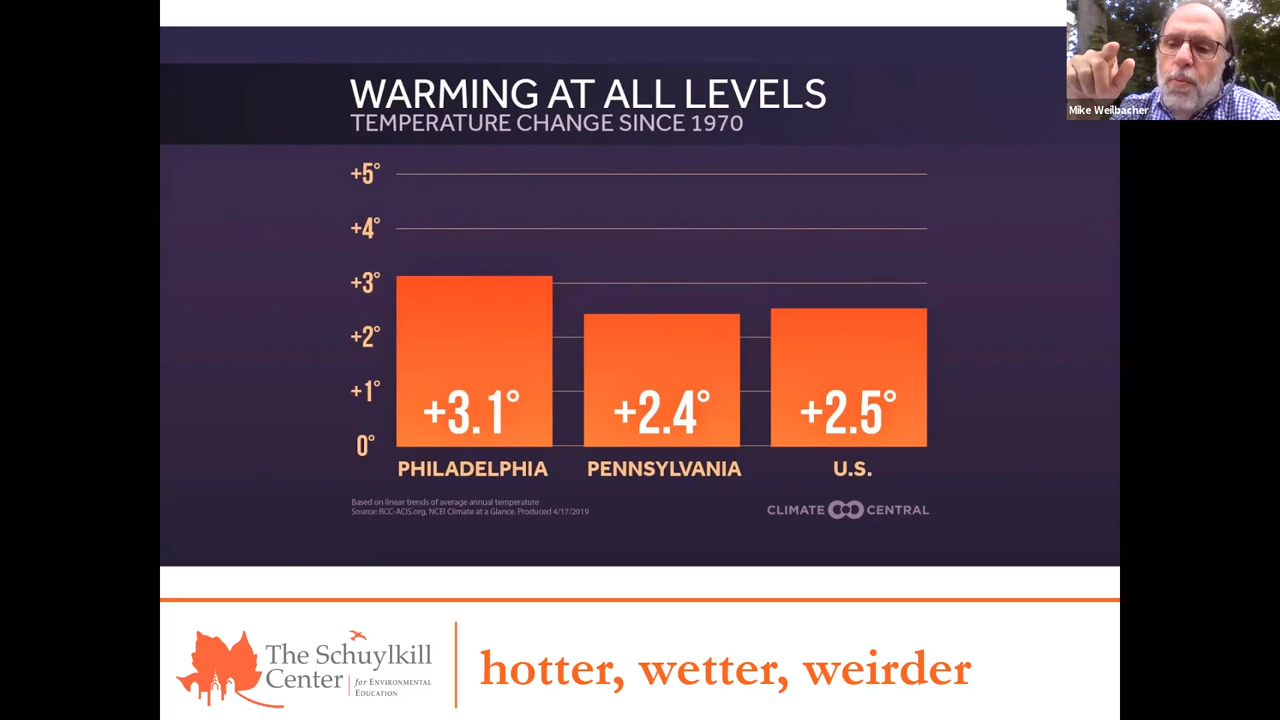 Mike Weilbacher
WARMING AT ALL LEVELS
TEMPERATURE CHANGE SINCE 1970
+5°
+4°
+3°
+2°
+1°
0°
+3.1°
+2.4°
+2.5°
PHILADELPHIA
PENNSYLVANIA
U.S.
Based on linear trends of average annual temperature
Source: RCC-ACIS.org, NCEI Climate at a Glance. Produced 4/17/2019
CLIMATE CENTRAL
The Schuylkill
Center
for ENVIRONMENTAL
EDUCATION
hotter, wetter, weirder